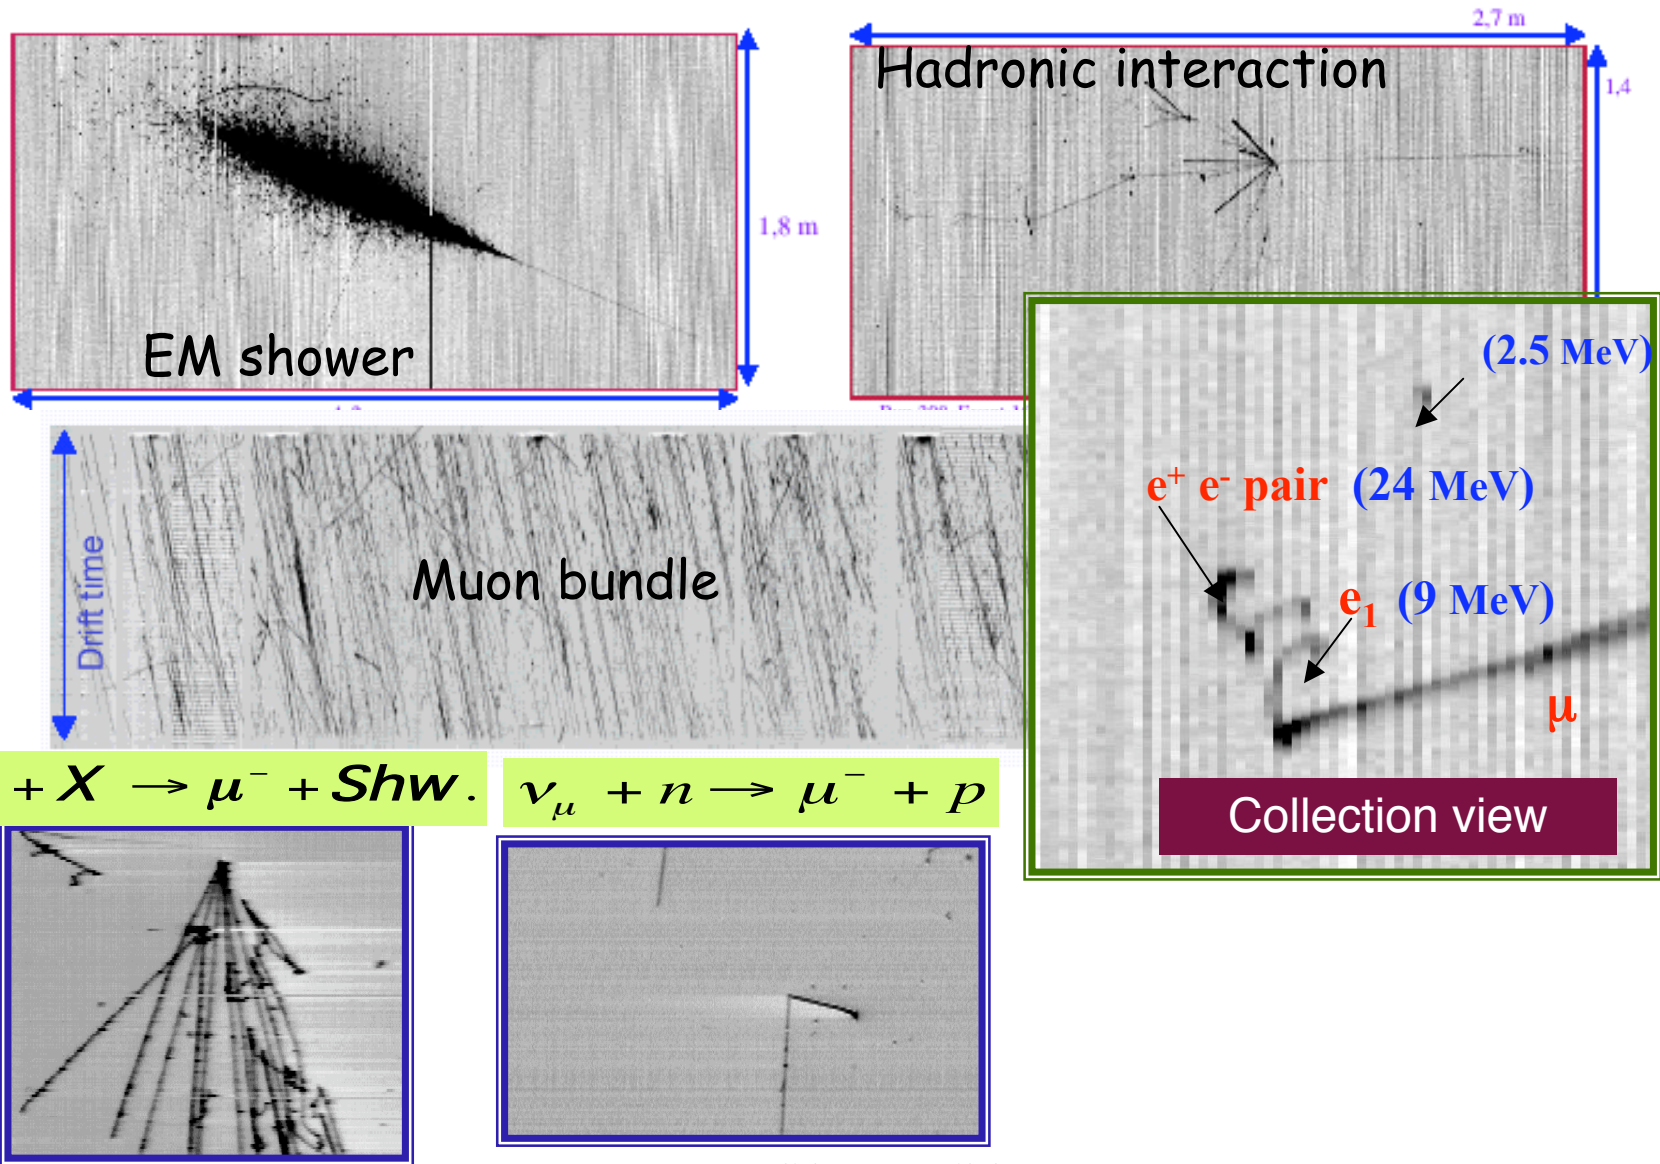 2,7 m
Hadronic interaction
1,4
1,8 m
EM shower
(2.5 MeV)
e⁺ e⁻ pair (24 MeV)
Drift time
Muon bundle
e₁ (9 MeV)
μ
Collection view
+ X → μ⁻ + Shw.
ν_μ + n → μ⁻ + p